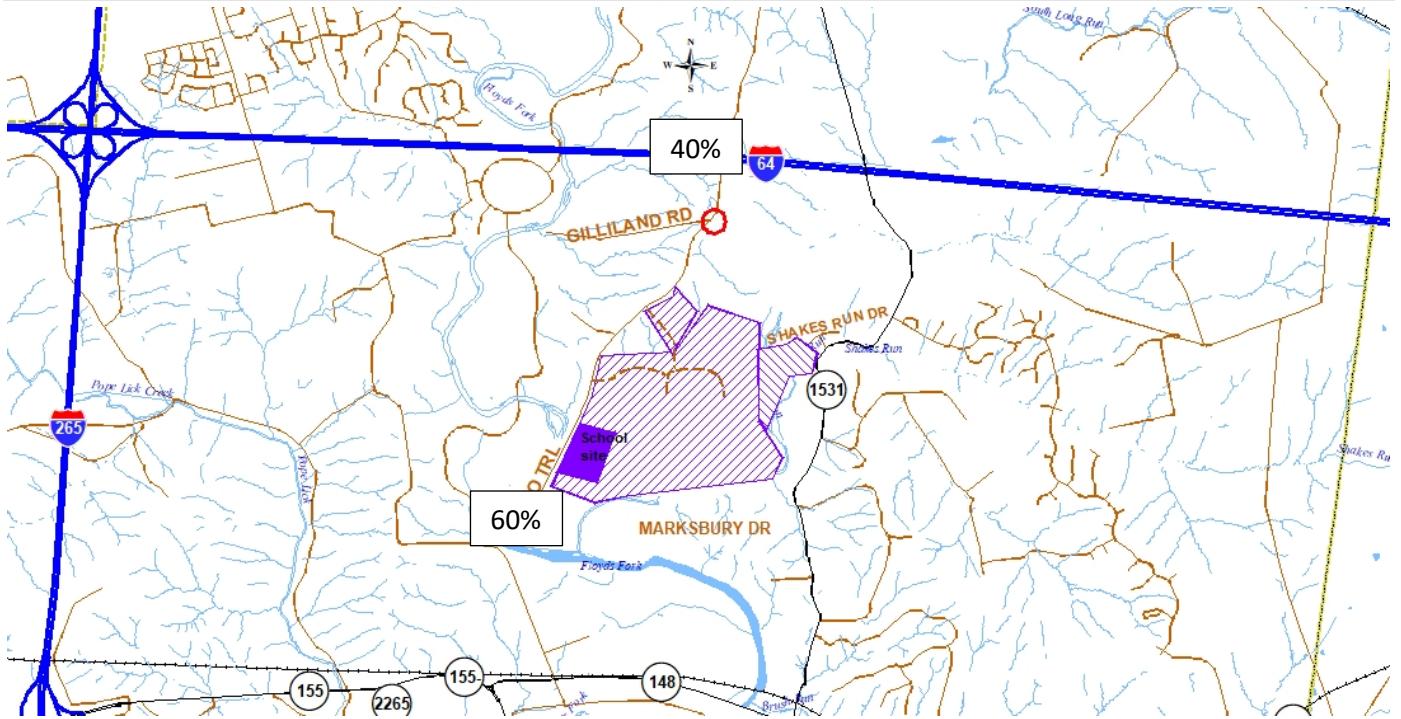 South Long Run
N
W E
S
Floyds Fork
40%
64
GILLILAND RD
SHAKES RUN DR
Shakes Run
Pope Lick Creek
1531
265
School
site
Shakes Ru
Pope Lick
O TRL
60%
MARKSBURY DR
Floyds Fork
155
148
155
2265
Brush Run